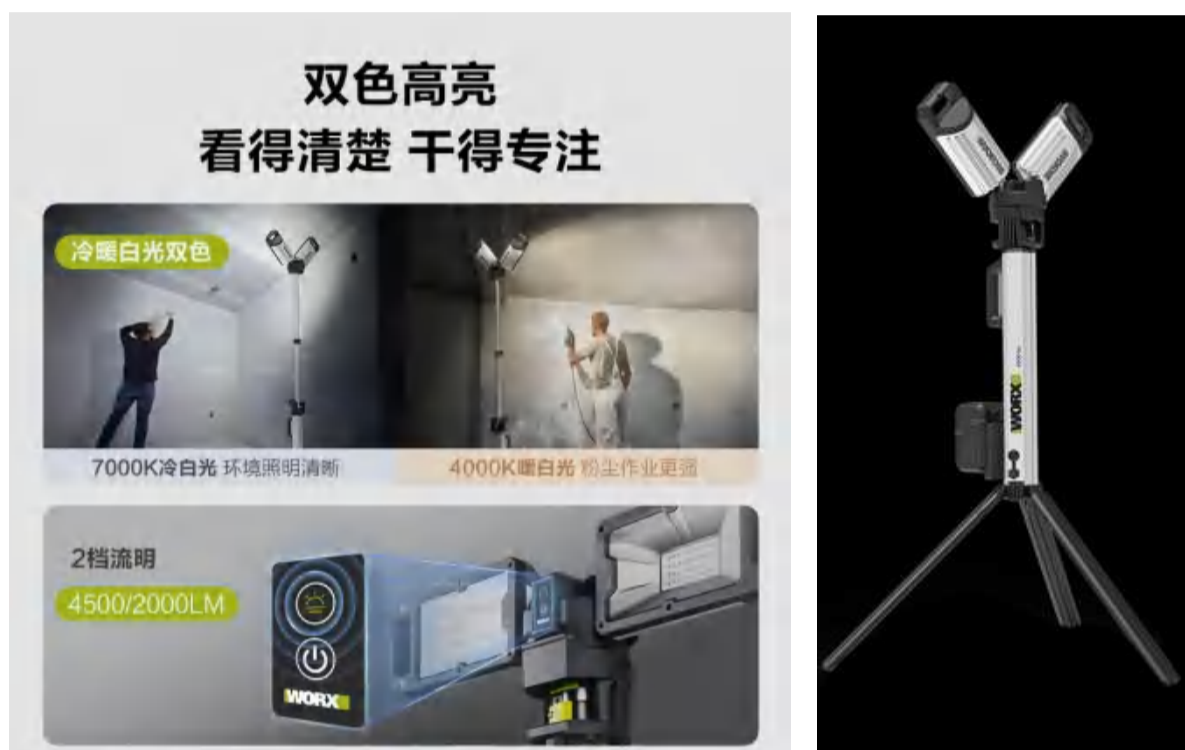 双色高亮
看得清楚 干得专注
冷暖白光双色
7000K冷白光 环境照明清晰
4000K暖白光 粉尘作业更强
2档流明
4500/2000LM
WORX
WORX